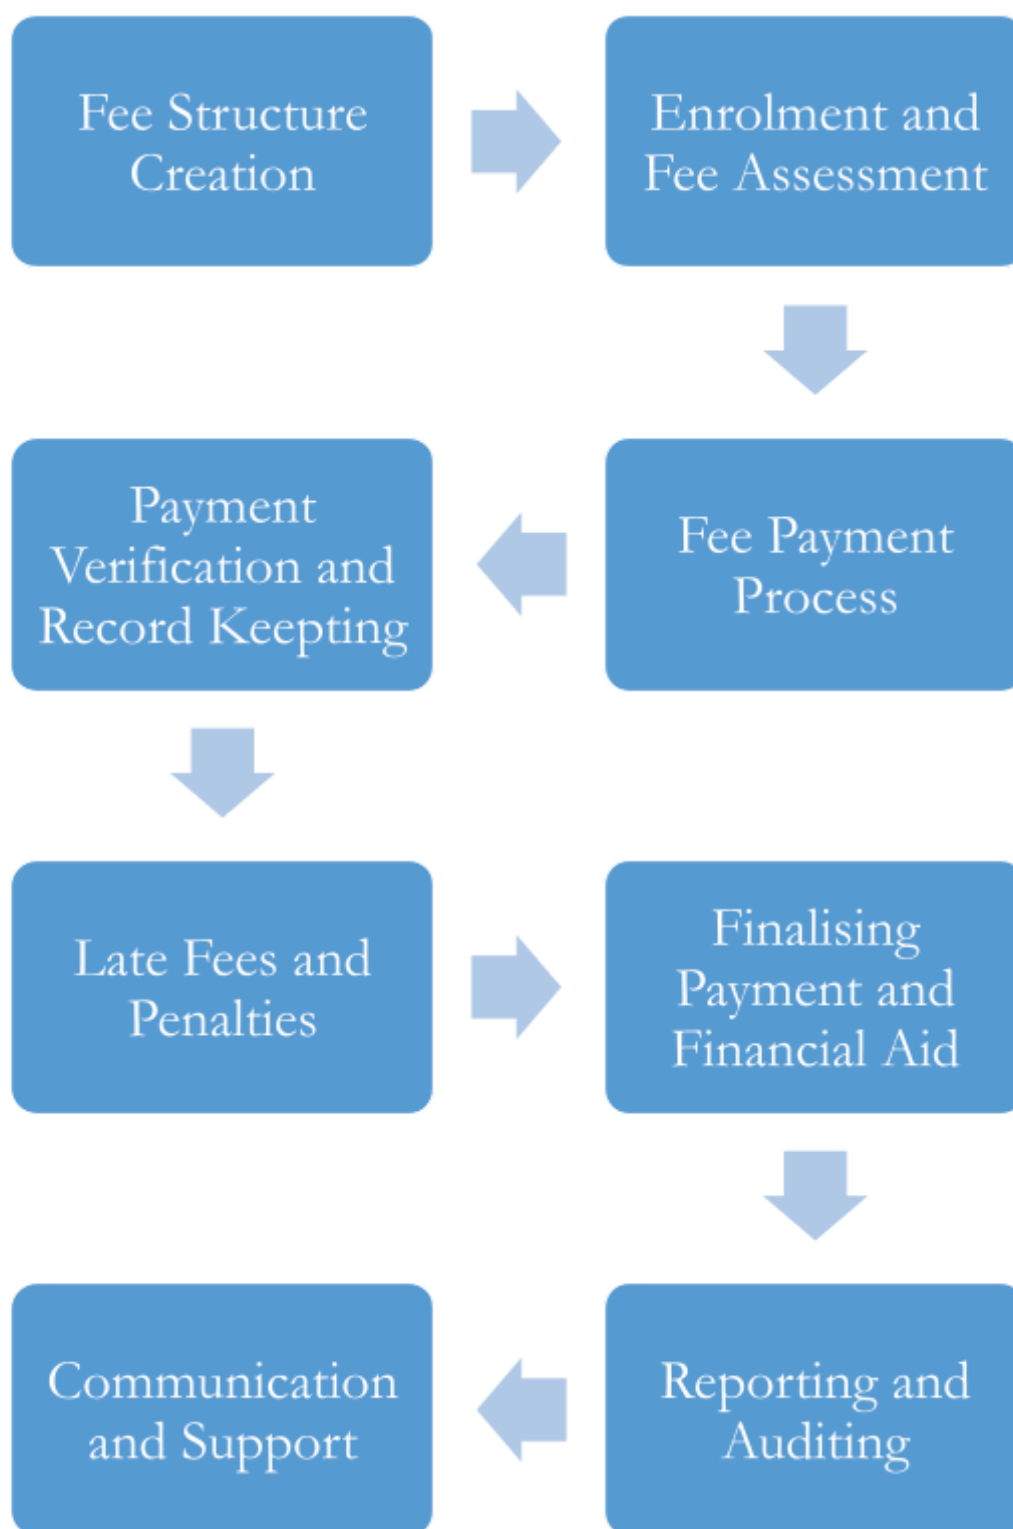 Fee Structure
Creation
Enrolment and
Fee Assessment
Fee Payment
Process
Payment
Verification and
Record Keepting
Late Fees and
Penalties
Finalising
Payment and
Financial Aid
Reporting and
Auditing
Communication
and Support